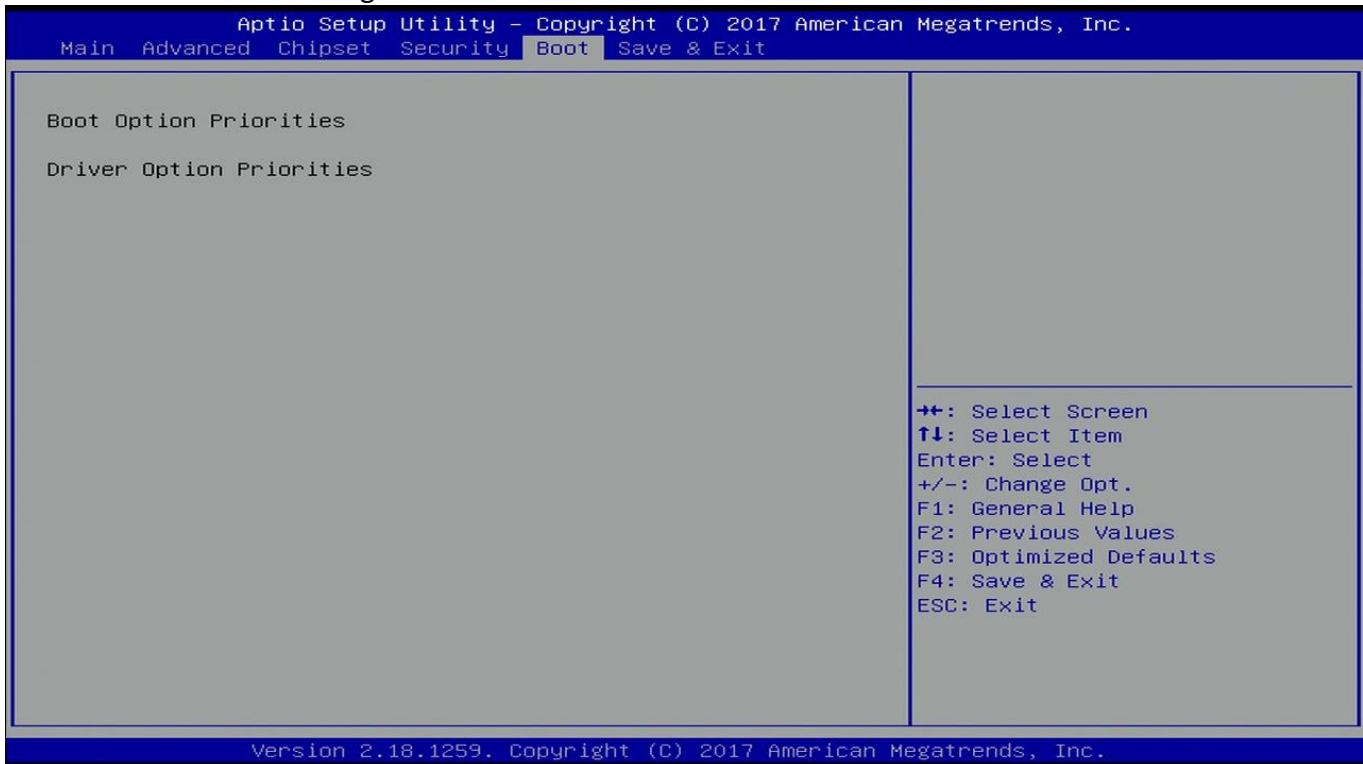 Aptio Setup Utility – Copyright (C) 2017 American Megatrends, Inc.
Main Advanced Chipset Security Boot Save & Exit
Boot Option Priorities
Driver Option Priorities
→←: Select Screen
↑↓: Select Item
Enter: Select
+/-: Change Opt.
F1: General Help
F2: Previous Values
F3: Optimized Defaults
F4: Save & Exit
ESC: Exit
Version 2.18.1259. Copyright (C) 2017 American Megatrends, Inc.